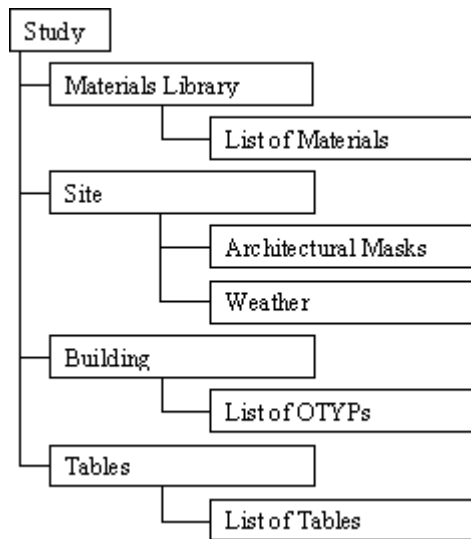 Study
Materials Library
List of Materials
Site
Architectural Masks
Weather
Building
List of OTYPs
Tables
List of Tables